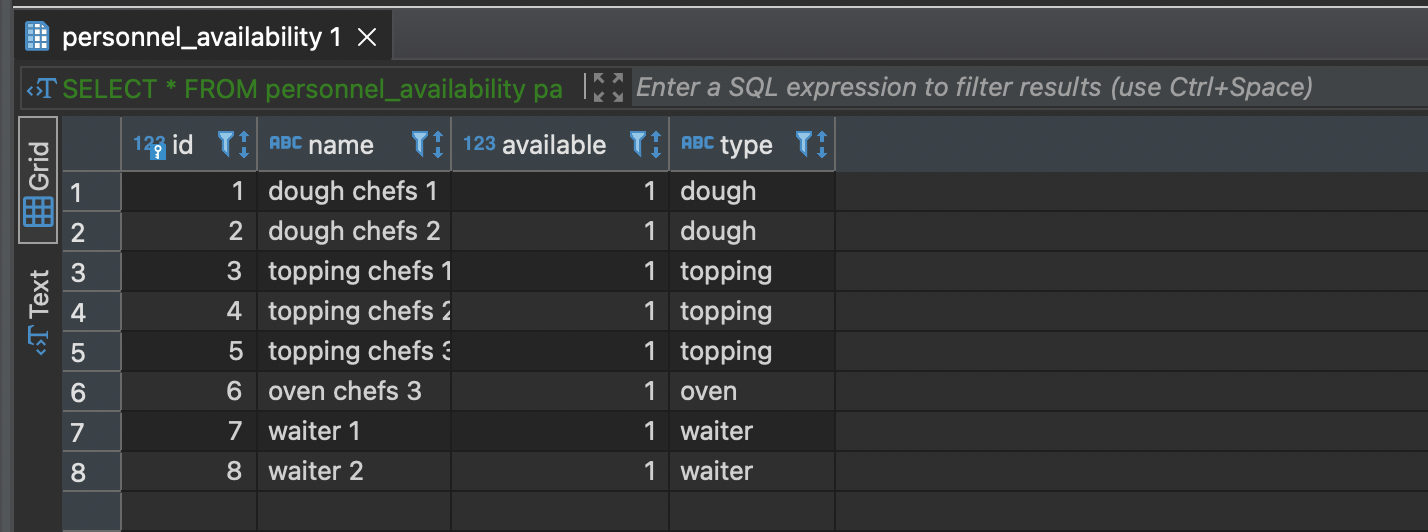 personnel_availability 1
SELECT * FROM personnel_availability pa Enter a SQL expression to filter results (use Ctrl+Space)
Grid
Text
123 id ABC name 123 available ABC type
1 1 dough chefs 1 1 dough
2 2 dough chefs 2 1 dough
3 3 topping chefs 1 1 topping
4 4 topping chefs 2 1 topping
5 5 topping chefs 3 1 topping
6 6 oven chefs 3 1 oven
7 7 waiter 1 1 waiter
8 8 waiter 2 1 waiter